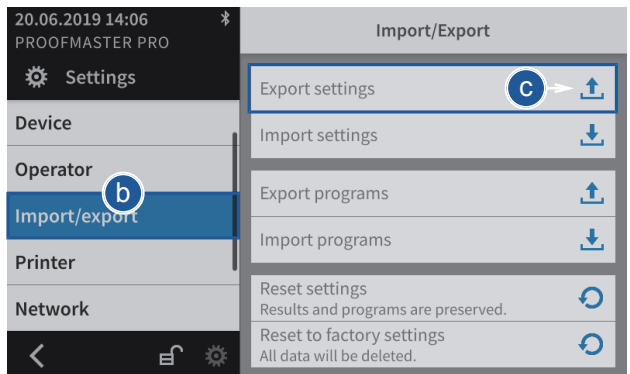 20.06.2019 14:06
PROOFMASTER PRO
Settings
Device
Operator
b
Import/export
Printer
Network
Import/Export
Export settings
c
Import settings
Export programs
Import programs
Reset settings
Results and programs are preserved.
Reset to factory settings
All data will be deleted.